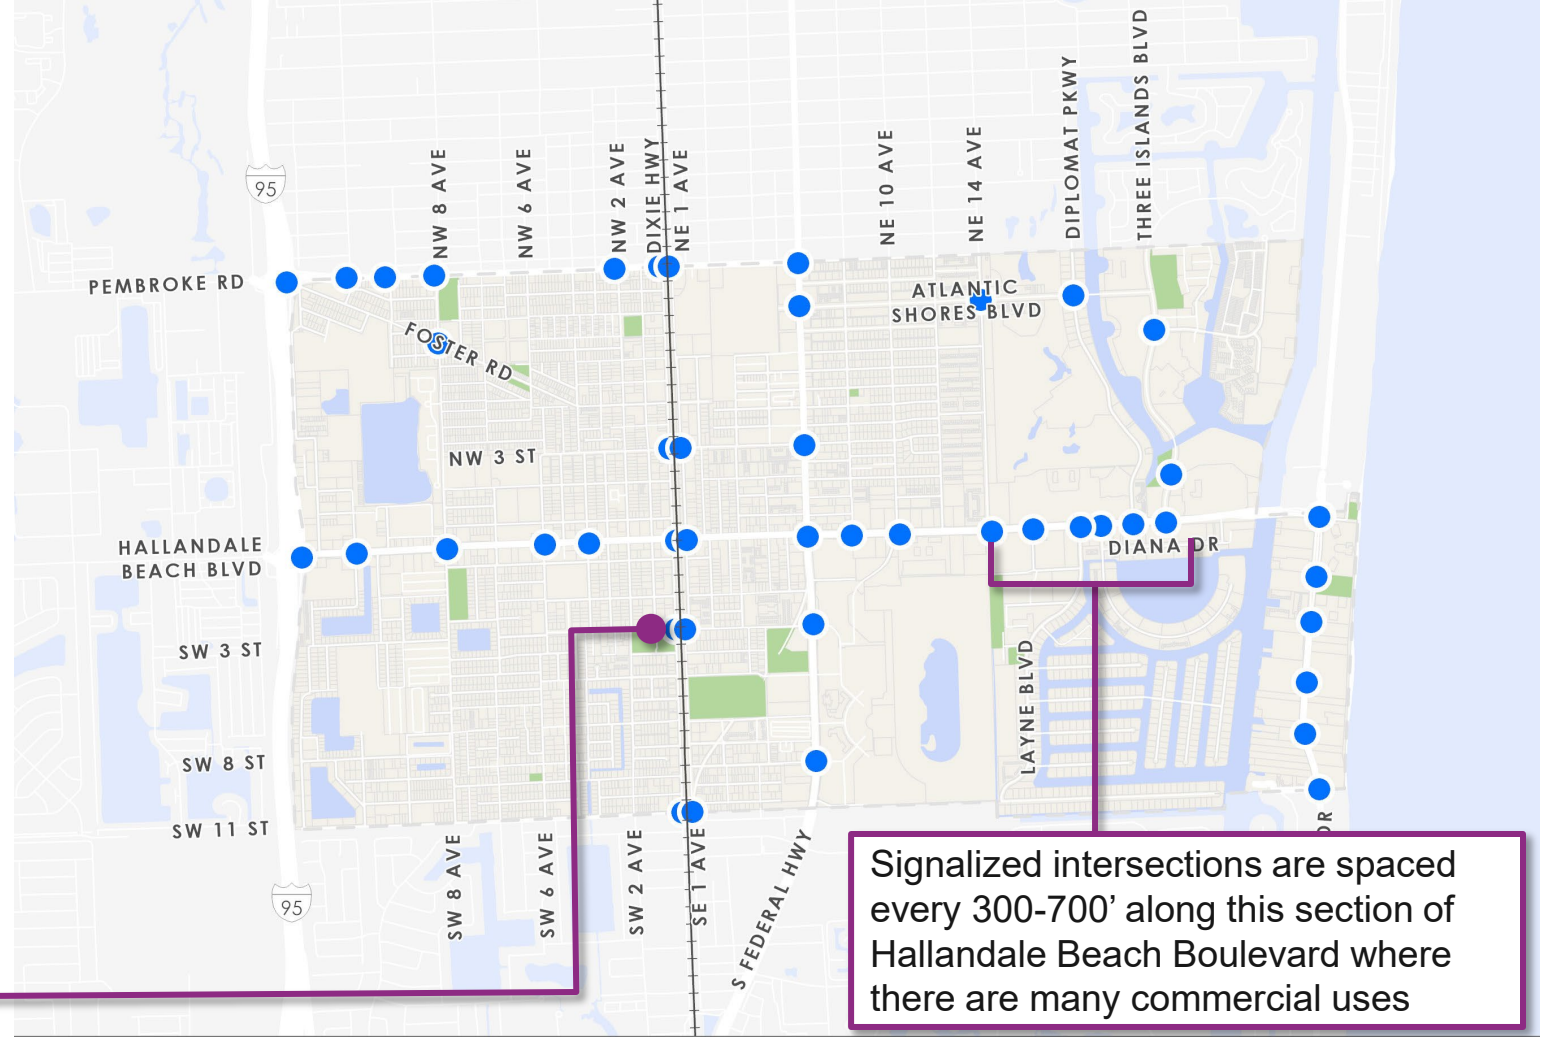 NW 8 AVE
NW 6 AVE
NW 2 AVE
DIXIE HWY
NE 1 AVE
NE 10 AVE
NE 14 AVE
DIPLOMAT PKWY
THREE ISLANDS BLVD
95
PEMBROKE RD
ATLANTIC
SHORES BLVD
FOSTER RD
NW 3 ST
HALLANDALE
BEACH BLVD
DIANA DR
SW 3 ST
LAYNE BLVD
SW 8 ST
SW 11 ST
95
SW 8 AVE
SW 6 AVE
SW 2 AVE
SE 1 AVE
S FEDERAL HWY
DR
Signalized intersections are spaced
every 300-700’ along this section of
Hallandale Beach Boulevard where
there are many commercial uses